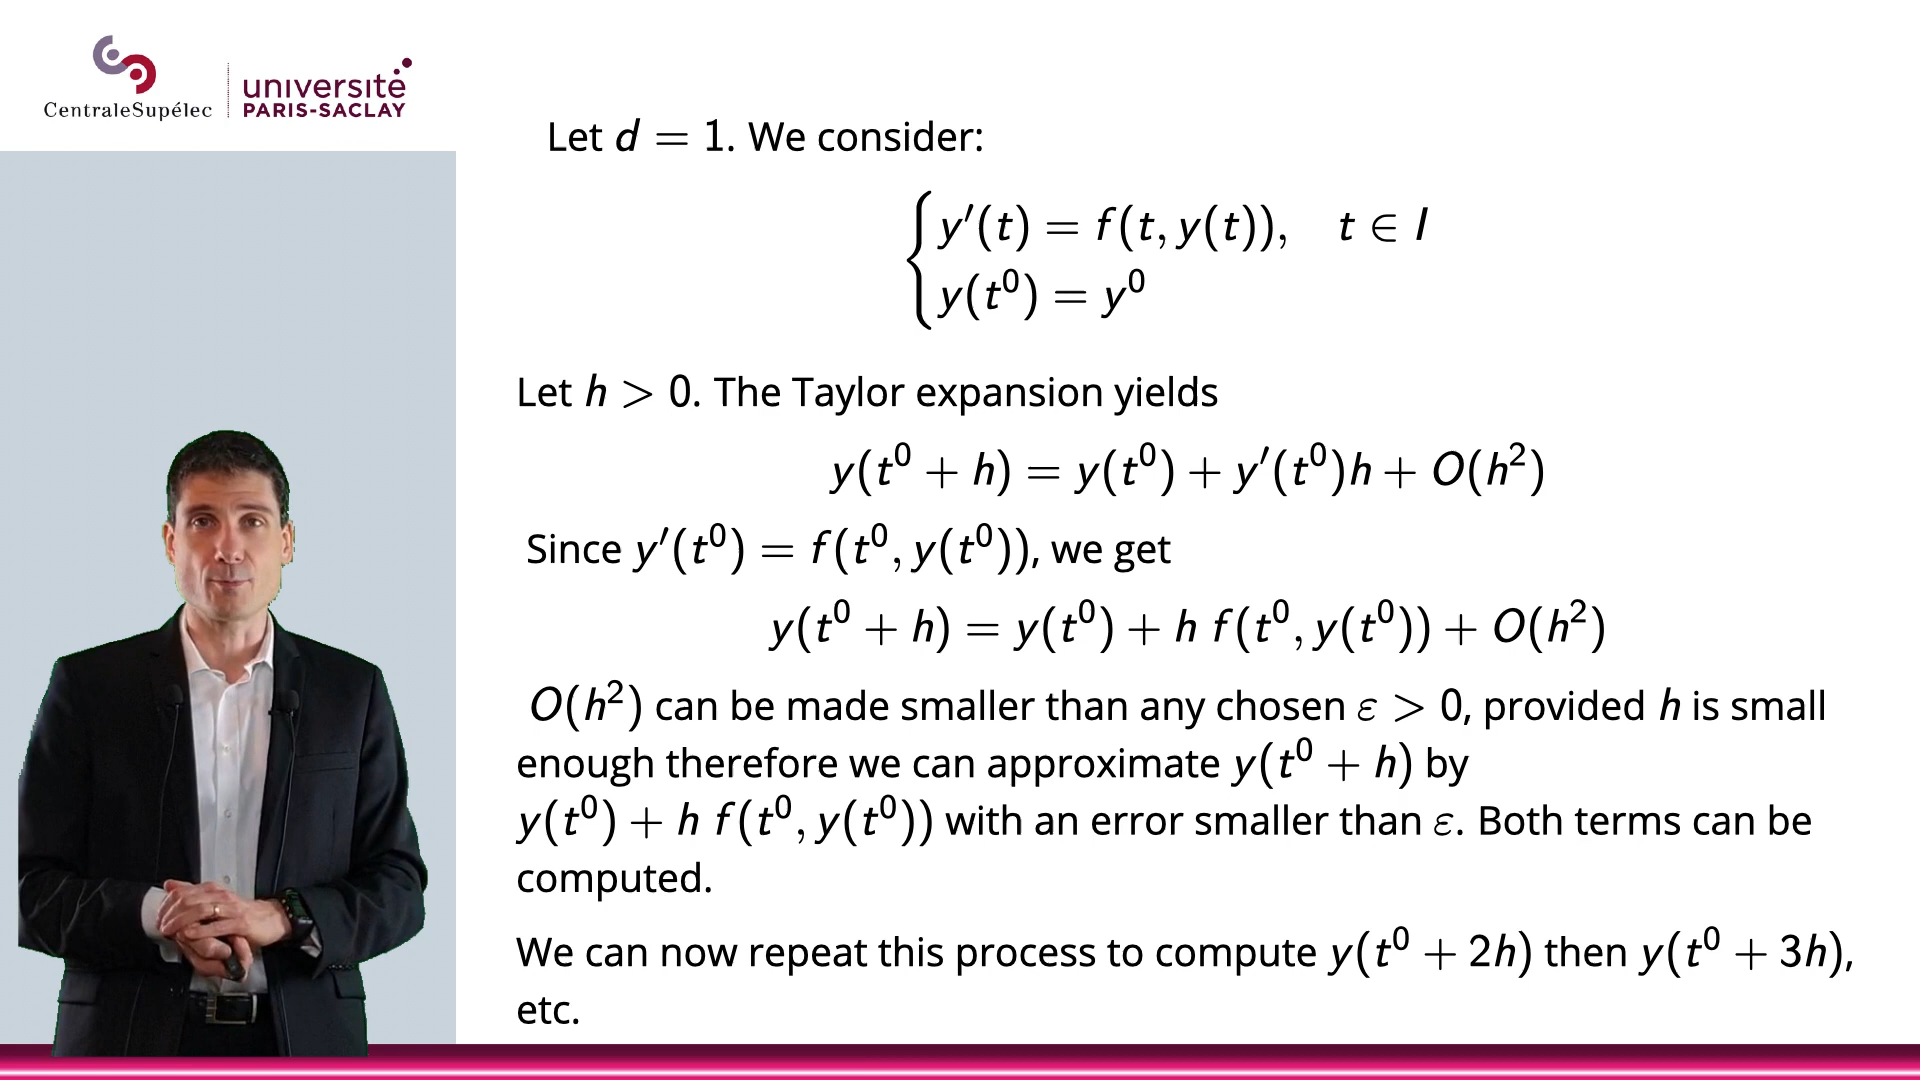 CentraleSupélec
université
PARIS-SACLAY
Let d = 1. We consider:
y′(t) = f(t, y(t)), t ∈ I
y(t⁰) = y⁰
Let h > 0. The Taylor expansion yields
y(t⁰ + h) = y(t⁰) + y′(t⁰)h + O(h²)
Since y′(t⁰) = f(t⁰, y(t⁰)), we get
y(t⁰ + h) = y(t⁰) + h f(t⁰, y(t⁰)) + O(h²)
O(h²) can be made smaller than any chosen ε > 0, provided h is small
enough therefore we can approximate y(t⁰ + h) by
y(t⁰) + h f(t⁰, y(t⁰)) with an error smaller than ε. Both terms can be
computed.
We can now repeat this process to compute y(t⁰ + 2h) then y(t⁰ + 3h),
etc.